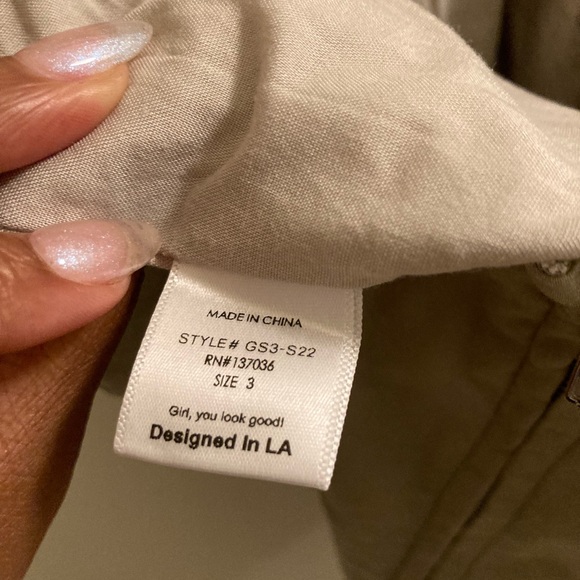 MADE IN CHINA
STYLE# GS3-S22
RN#137036
SIZE 3
Girl, you look good!
Designed In LA